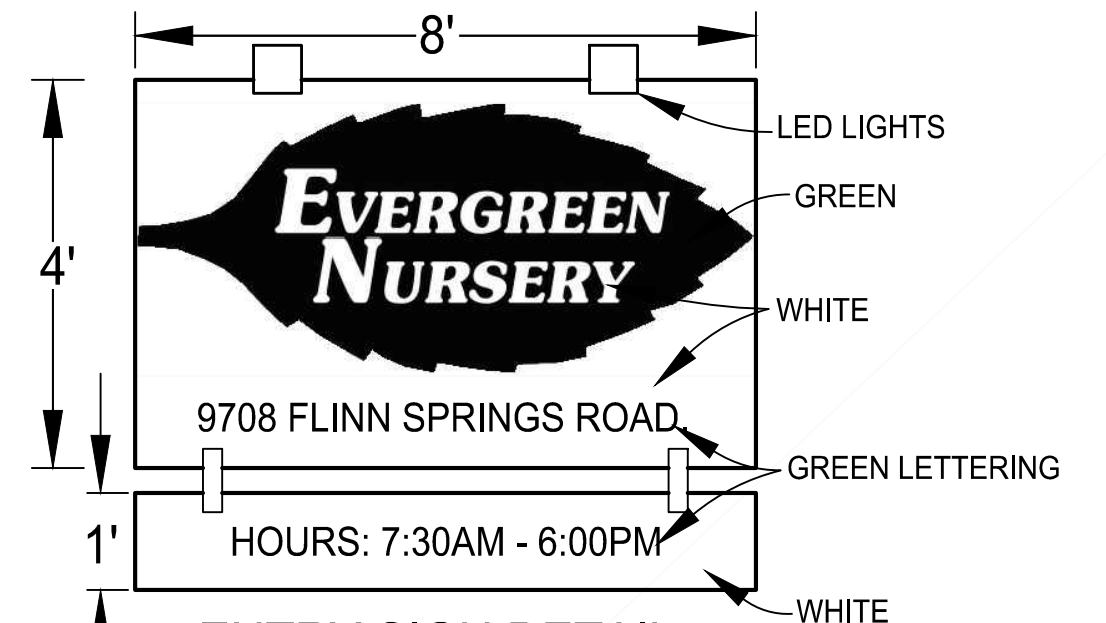 8'
LED LIGHTS
GREEN
EVERGREEN
NURSERY
4'
WHITE
9708 FLINN SPRINGS ROAD,
GREEN LETTERING
1'
HOURS: 7:30AM - 6:00PM
WHITE